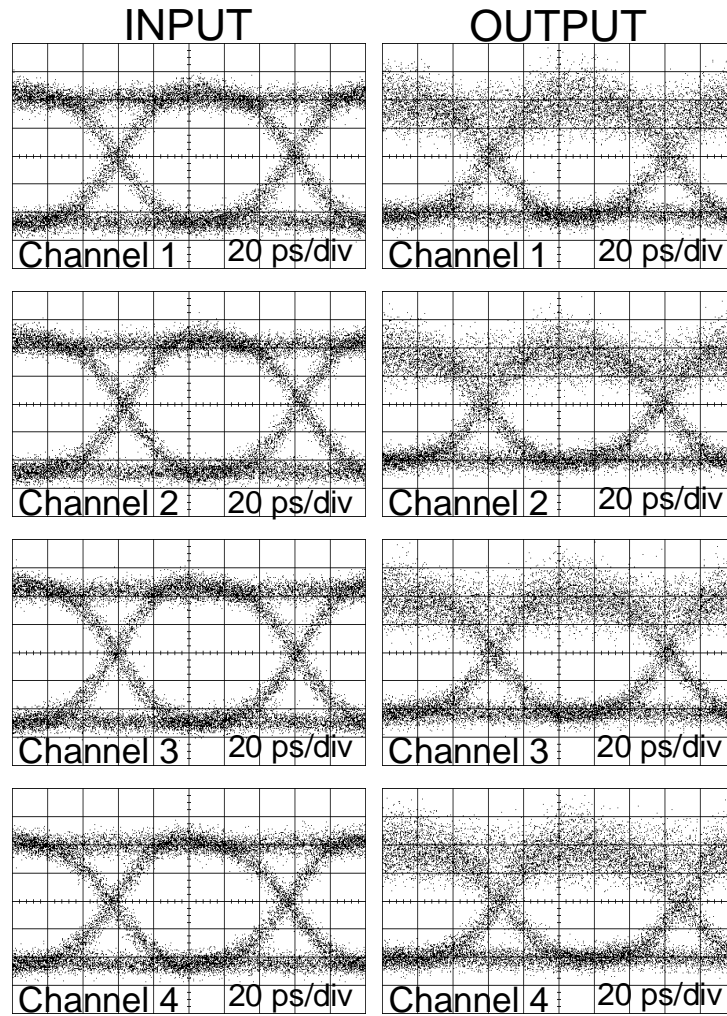 INPUT OUTPUT
Channel 1 20 ps/div Channel 1 20 ps/div
Channel 2 20 ps/div Channel 2 20 ps/div
Channel 3 20 ps/div Channel 3 20 ps/div
Channel 4 20 ps/div Channel 4 20 ps/div